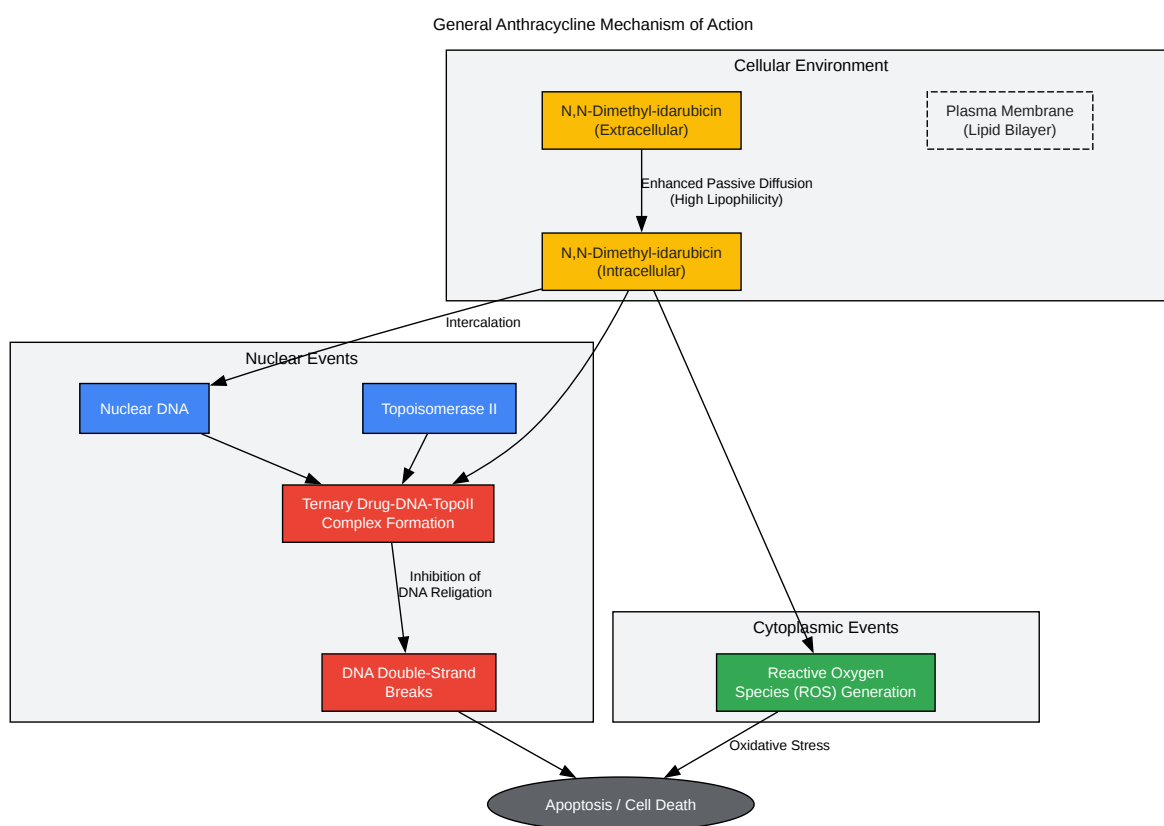 General Anthracycline Mechanism of Action
Cellular Environment
N,N-Dimethyl-idarubicin
(Extracellular)
Plasma Membrane
(Lipid Bilayer)
Enhanced Passive Diffusion
(High Lipophilicity)
N,N-Dimethyl-idarubicin
(Intracellular)
Intercalation
Nuclear Events
Nuclear DNA
Topoisomerase II
Ternary Drug-DNA-TopoII
Complex Formation
Inhibition of
DNA Religation
DNA Double-Strand
Breaks
Cytoplasmic Events
Reactive Oxygen
Species (ROS) Generation
Oxidative Stress
Apoptosis / Cell Death